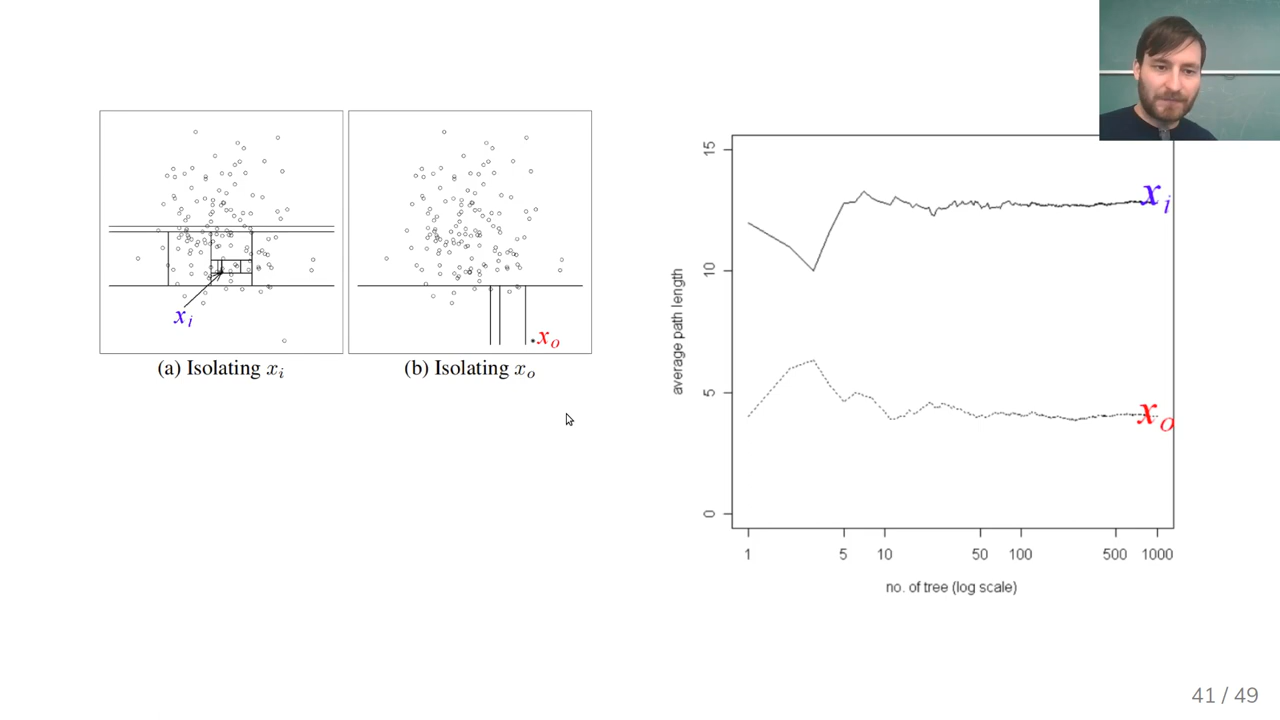 x_i
(a) Isolating x_i
x_o
(b) Isolating x_o
15
10
5
0
average path length
x_i
x_o
1 5 10 50 100 500 1000
no. of tree (log scale)
41 / 49